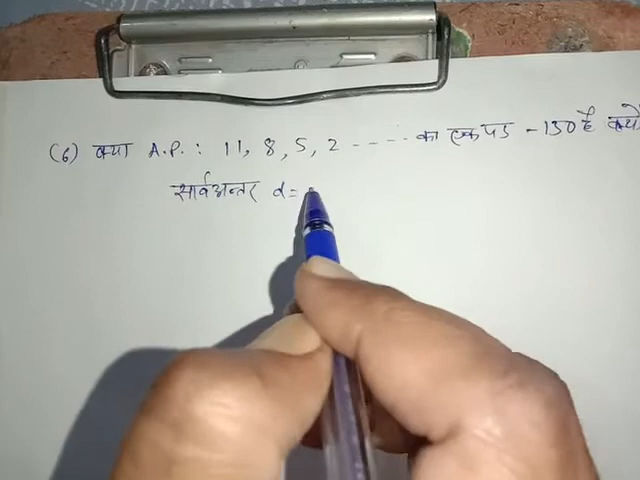 (6) क्या A.P.: 11, 8, 5, 2 ----- का एक पद -150 है क्यों
सार्वअन्तर d=